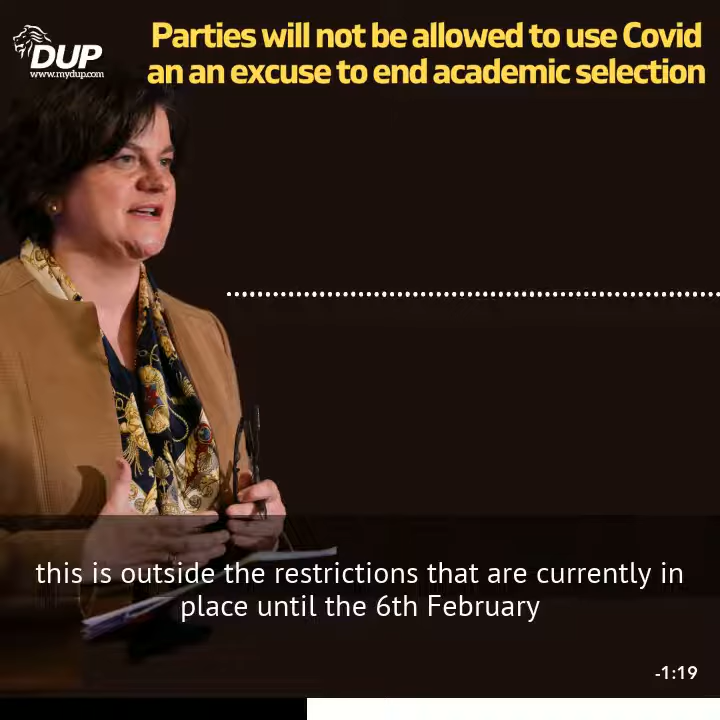 DUP
www.mydup.com
Parties will not be allowed to use Covid
an an excuse to end academic selection
this is outside the restrictions that are currently in
place until the 6th February
-1:19